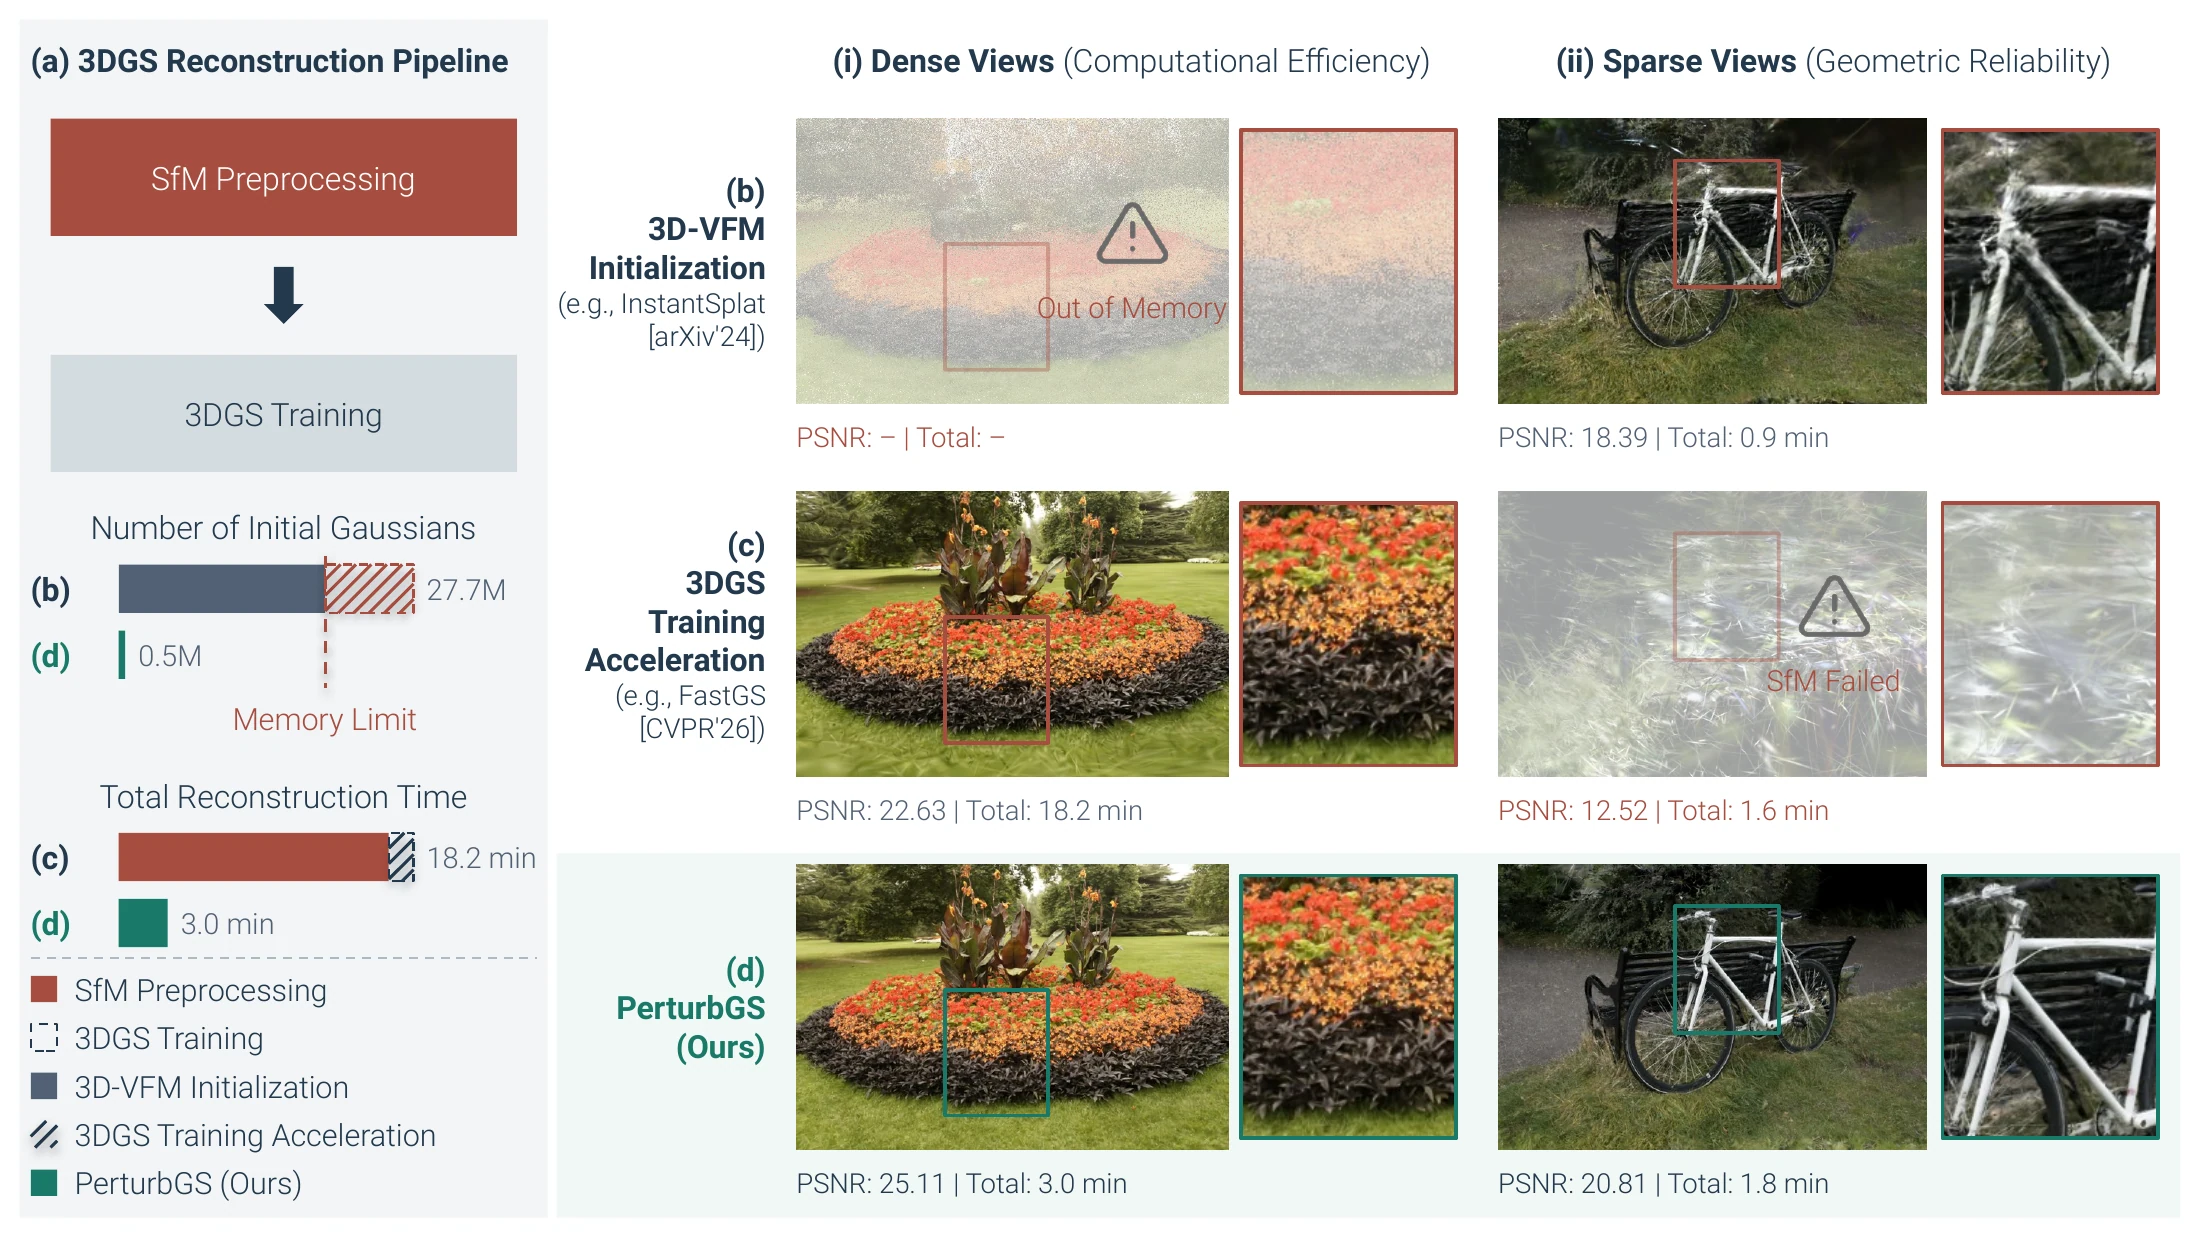 (a) 3DGS Reconstruction Pipeline
SfM Preprocessing
3DGS Training
Number of Initial Gaussians
(b)
27.7M
(d)
0.5M
Memory Limit
Total Reconstruction Time
(c)
18.2 min
(d)
3.0 min
SfM Preprocessing
3DGS Training
3D-VFM Initialization
3DGS Training Acceleration
PerturbGS (Ours)
(i) Dense Views (Computational Efficiency)
(ii) Sparse Views (Geometric Reliability)
(b)
3D-VFM
Initialization
(e.g., InstantSplat
[arXiv'24])
Out of Memory
PSNR: – | Total: –
PSNR: 18.39 | Total: 0.9 min
(c)
3DGS
Training
Acceleration
(e.g., FastGS
[CVPR'26])
SfM Failed
PSNR: 22.63 | Total: 18.2 min
PSNR: 12.52 | Total: 1.6 min
(d)
PerturbGS
(Ours)
PSNR: 25.11 | Total: 3.0 min
PSNR: 20.81 | Total: 1.8 min